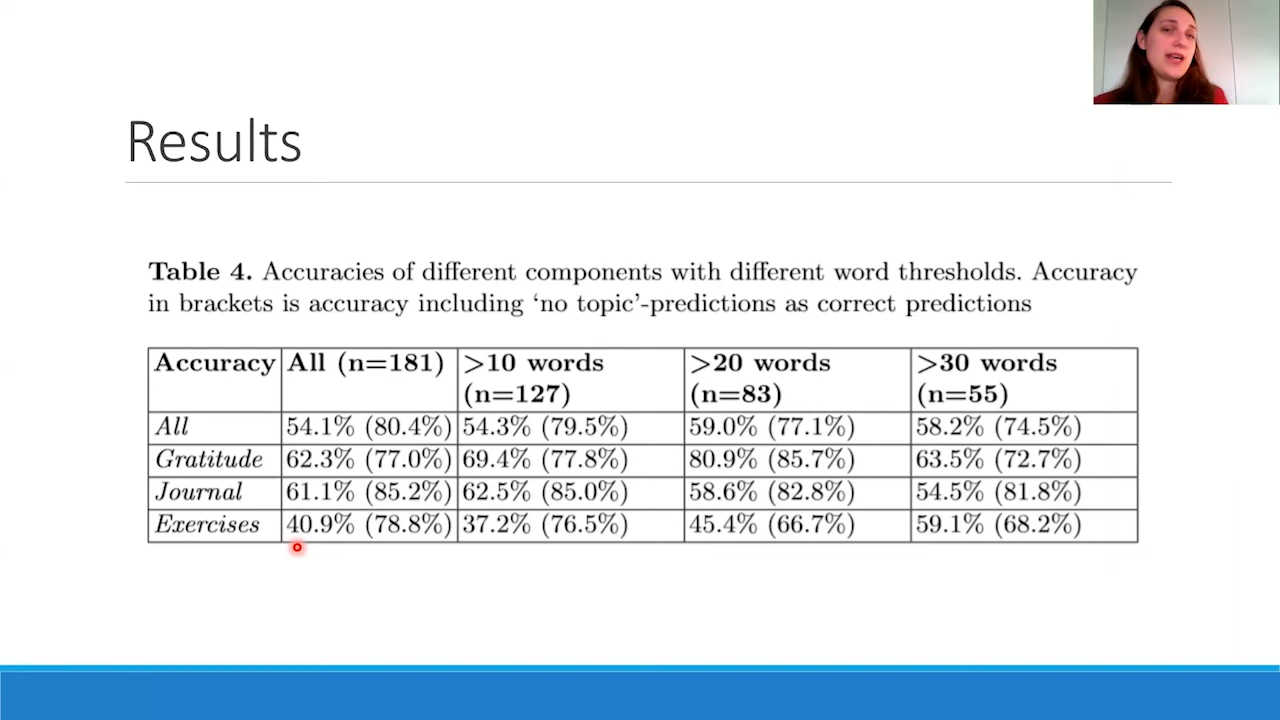 Results
Table 4. Accuracies of different components with different word thresholds. Accuracy
in brackets is accuracy including ‘no topic’-predictions as correct predictions
Accuracy All (n=181) >10 words (n=127) >20 words (n=83) >30 words (n=55)
All 54.1% (80.4%) 54.3% (79.5%) 59.0% (77.1%) 58.2% (74.5%)
Gratitude 62.3% (77.0%) 69.4% (77.8%) 80.9% (85.7%) 63.5% (72.7%)
Journal 61.1% (85.2%) 62.5% (85.0%) 58.6% (82.8%) 54.5% (81.8%)
Exercises 40.9% (78.8%) 37.2% (76.5%) 45.4% (66.7%) 59.1% (68.2%)